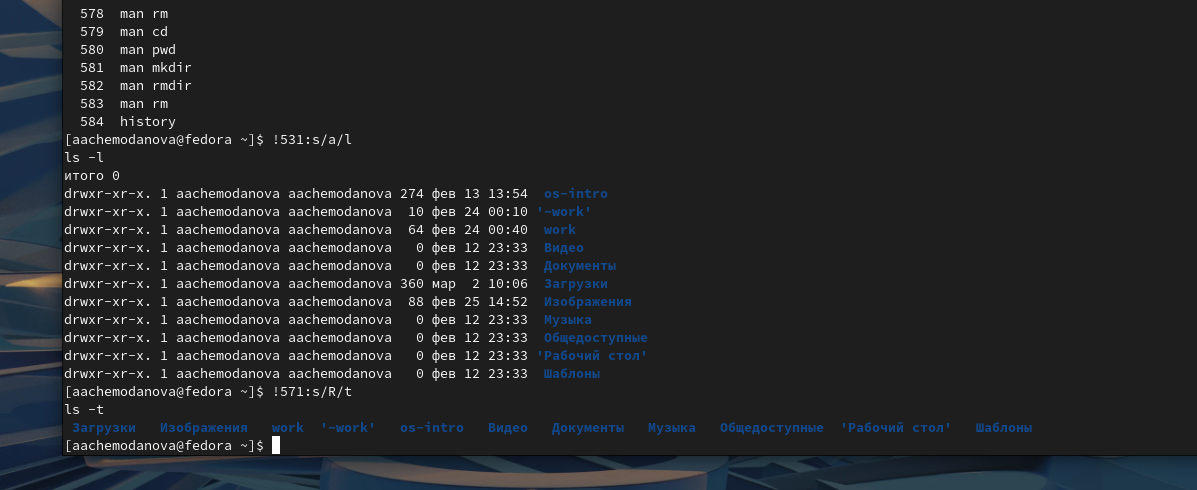 578  man rm
579  man cd
580  man pwd
581  man mkdir
582  man rmdir
583  man rm
584  history
[aachemodanova@fedora ~]$ !531:s/a/l
ls -l
итого 0
drwxr-xr-x. 1 aachemodanova aachemodanova 274 фев 13 13:54  os-intro
drwxr-xr-x. 1 aachemodanova aachemodanova  10 фев 24 00:10 '~work'
drwxr-xr-x. 1 aachemodanova aachemodanova  64 фев 24 00:40  work
drwxr-xr-x. 1 aachemodanova aachemodanova   0 фев 12 23:33  Видео
drwxr-xr-x. 1 aachemodanova aachemodanova   0 фев 12 23:33  Документы
drwxr-xr-x. 1 aachemodanova aachemodanova 360 мар  2 10:06  Загрузки
drwxr-xr-x. 1 aachemodanova aachemodanova  88 фев 25 14:52  Изображения
drwxr-xr-x. 1 aachemodanova aachemodanova   0 фев 12 23:33  Музыка
drwxr-xr-x. 1 aachemodanova aachemodanova   0 фев 12 23:33  Общедоступные
drwxr-xr-x. 1 aachemodanova aachemodanova   0 фев 12 23:33 'Рабочий стол'
drwxr-xr-x. 1 aachemodanova aachemodanova   0 фев 12 23:33  Шаблоны
[aachemodanova@fedora ~]$ !571:s/R/t
ls -t
Загрузки   Изображения   work  '~work'   os-intro   Видео   Документы   Музыка   Общедоступные  'Рабочий стол'   Шаблоны
[aachemodanova@fedora ~]$